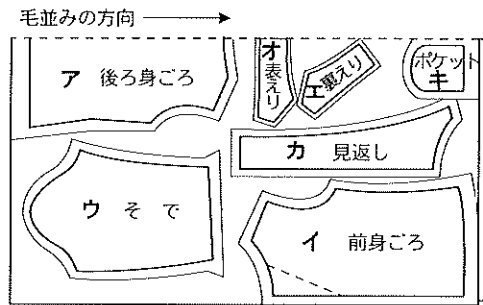 毛並みの方向
ア 後ろ身ごろ
オ 表えり
エ 裏えり
ポケット
キ
カ 見返し
ウ そで
イ 前身ごろ